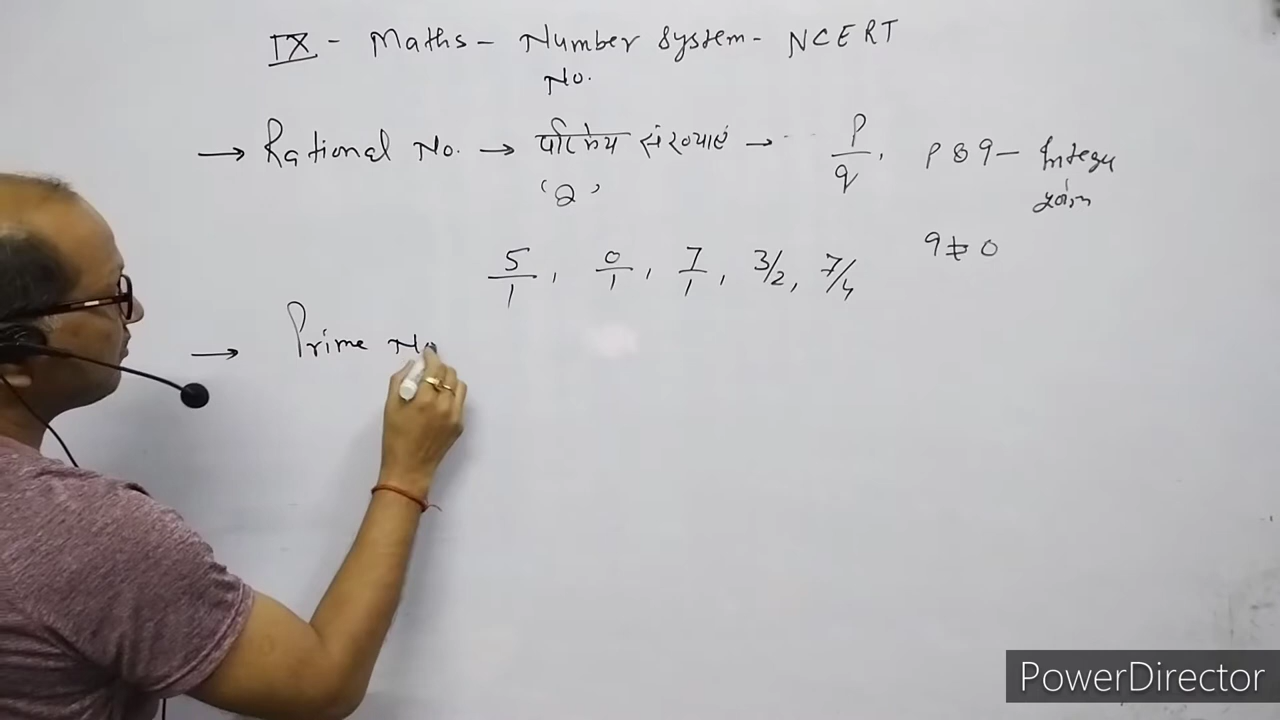 IX - Maths - Number System - NCERT
No.
→ Rational No. → परिमेय संख्याएं → p/q, p & q - Integer
'Q'
5/1, 0/1, 7/1, 3/2, 7/4 q ≠ 0
→ Prime No
PowerDirector